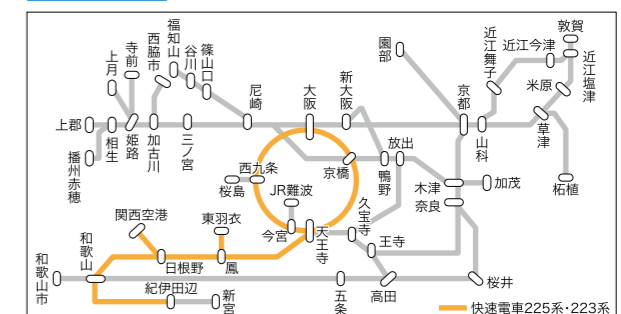 敦賀
近江今津
近江塩津
近江舞子
米原
草津
柘植
園部
京都
山科
新大阪
大阪
尼崎
篠山口
谷川
福知山
西脇市
寺前
上月
上郡
相生
播州赤穂
姫路
加古川
三ノ宮
西九条
桜島
JR難波
今宮
天王寺
京橋
鴫野
放出
久宝寺
木津
加茂
奈良
王寺
高田
桜井
五条
関西空港
東羽衣
日根野
鳳
和歌山
和歌山市
紀伊田辺
新宮
快速電車225系・223系